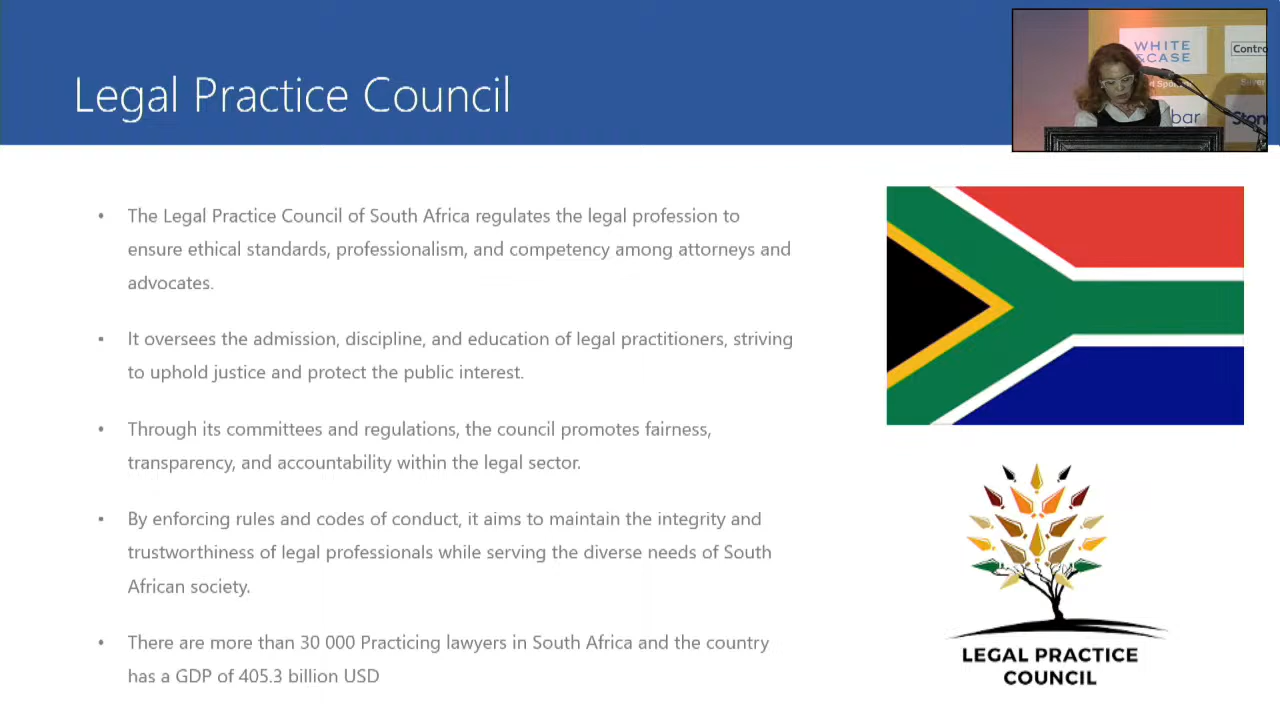 Legal Practice Council
WHITE
&CASE
Contro
bar
Ston
• The Legal Practice Council of South Africa regulates the legal profession to
ensure ethical standards, professionalism, and competency among attorneys and
advocates.
• It oversees the admission, discipline, and education of legal practitioners, striving
to uphold justice and protect the public interest.
• Through its committees and regulations, the council promotes fairness,
transparency, and accountability within the legal sector.
• By enforcing rules and codes of conduct, it aims to maintain the integrity and
trustworthiness of legal professionals while serving the diverse needs of South
African society.
• There are more than 30 000 Practicing lawyers in South Africa and the country
has a GDP of 405.3 billion USD
LEGAL PRACTICE
COUNCIL